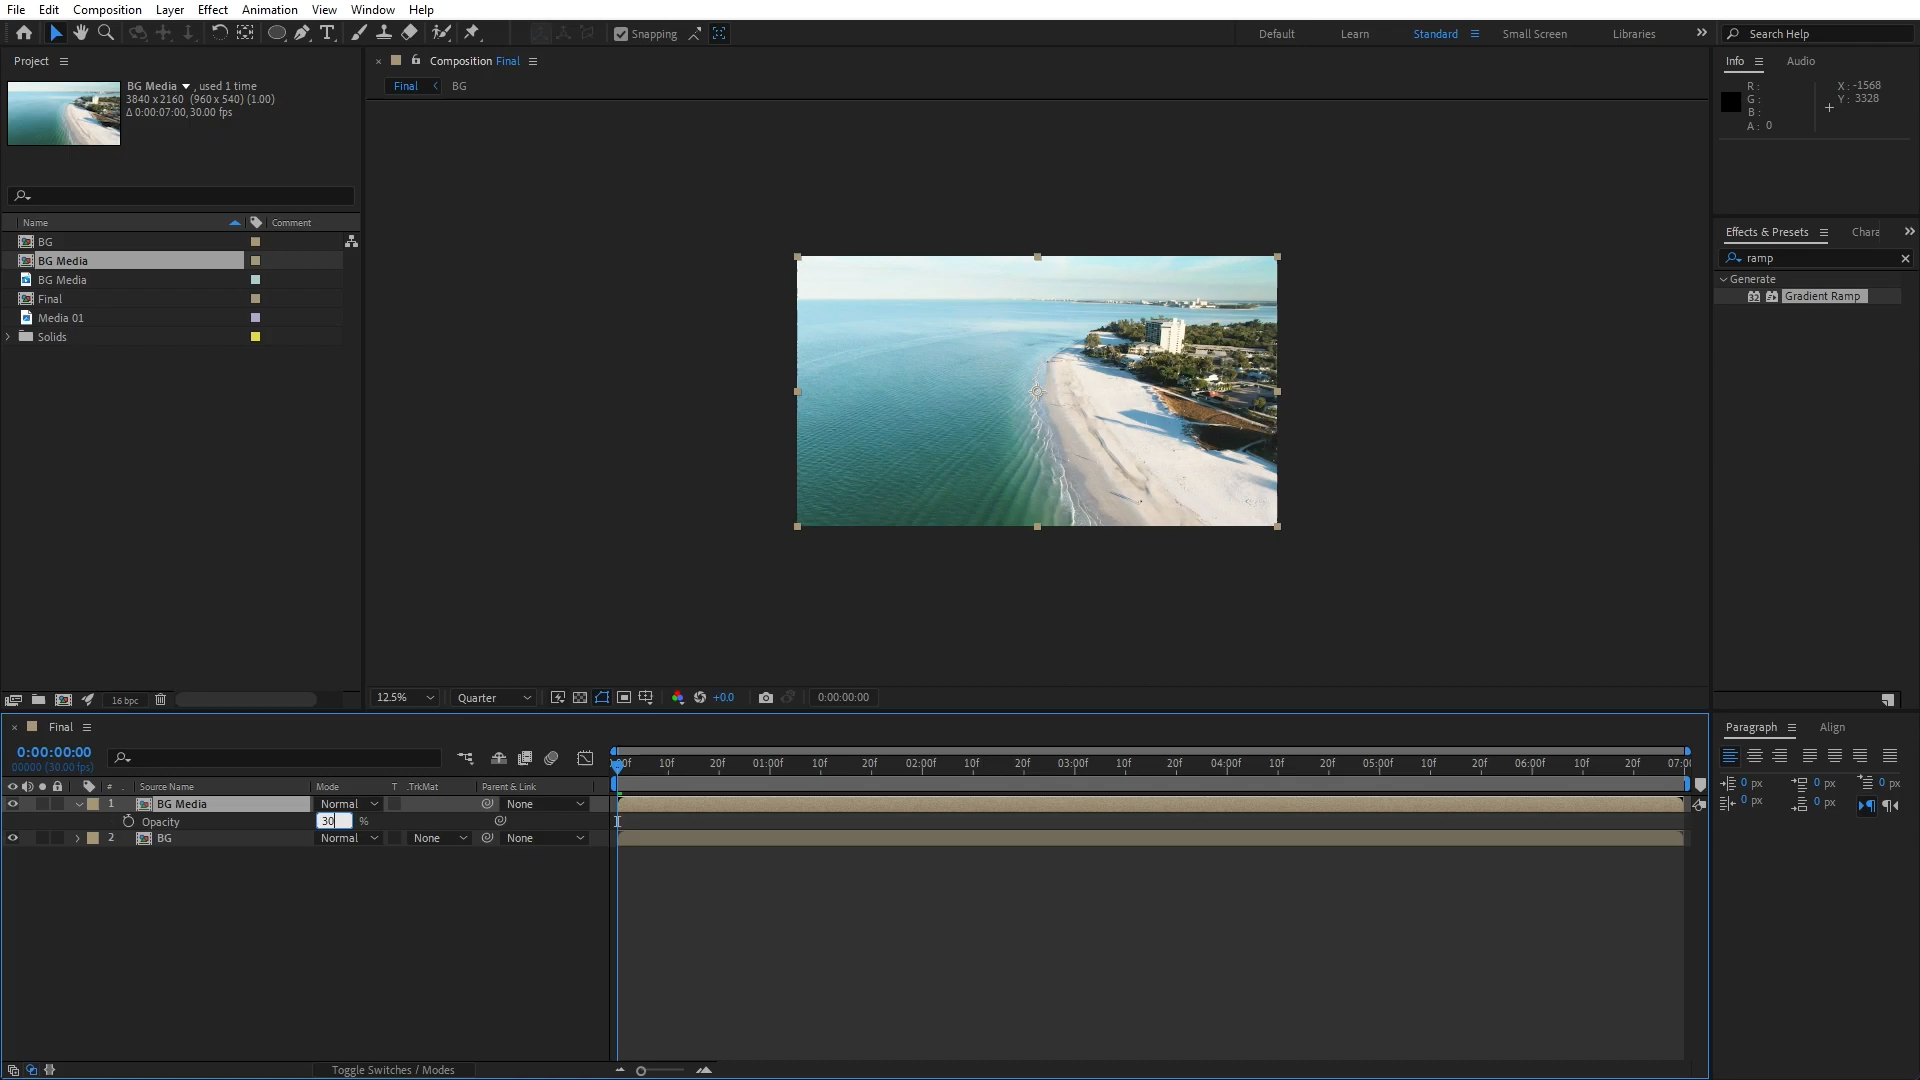 File Edit Composition Layer Effect Animation View Window Help
Snapping
Default Learn Standard Small Screen Libraries
Search Help
Project
BG Media , used 1 time
3840 x 2160 (960 x 540) (1.00)
Δ 0:00:07:00, 30.00 fps
Name Comment
BG
BG Media
BG Media
Final
Media 01
Solids
16 bpc
Composition Final
Final BG
12.5% Quarter +0.0 0:00:00:00
Info Audio
R :
G :
B :
A : 0
X : -1568
Y : 3328
Effects & Presets Chara
ramp
Generate
32
Gradient Ramp
Final
0:00:00:00
00000 (30.00 fps)
:00f 10f 20f 01:00f 10f 20f 02:00f 10f 20f 03:00f 10f 20f 04:00f 10f 20f 05:00f 10f 20f 06:00f 10f 20f 07:00
# . Source Name Mode T .TrkMat Parent & Link
1 BG Media Normal None
Opacity 30 %
2 BG Normal None None
Toggle Switches / Modes
Paragraph Align
0 px 0 px 0 px
0 px 0 px